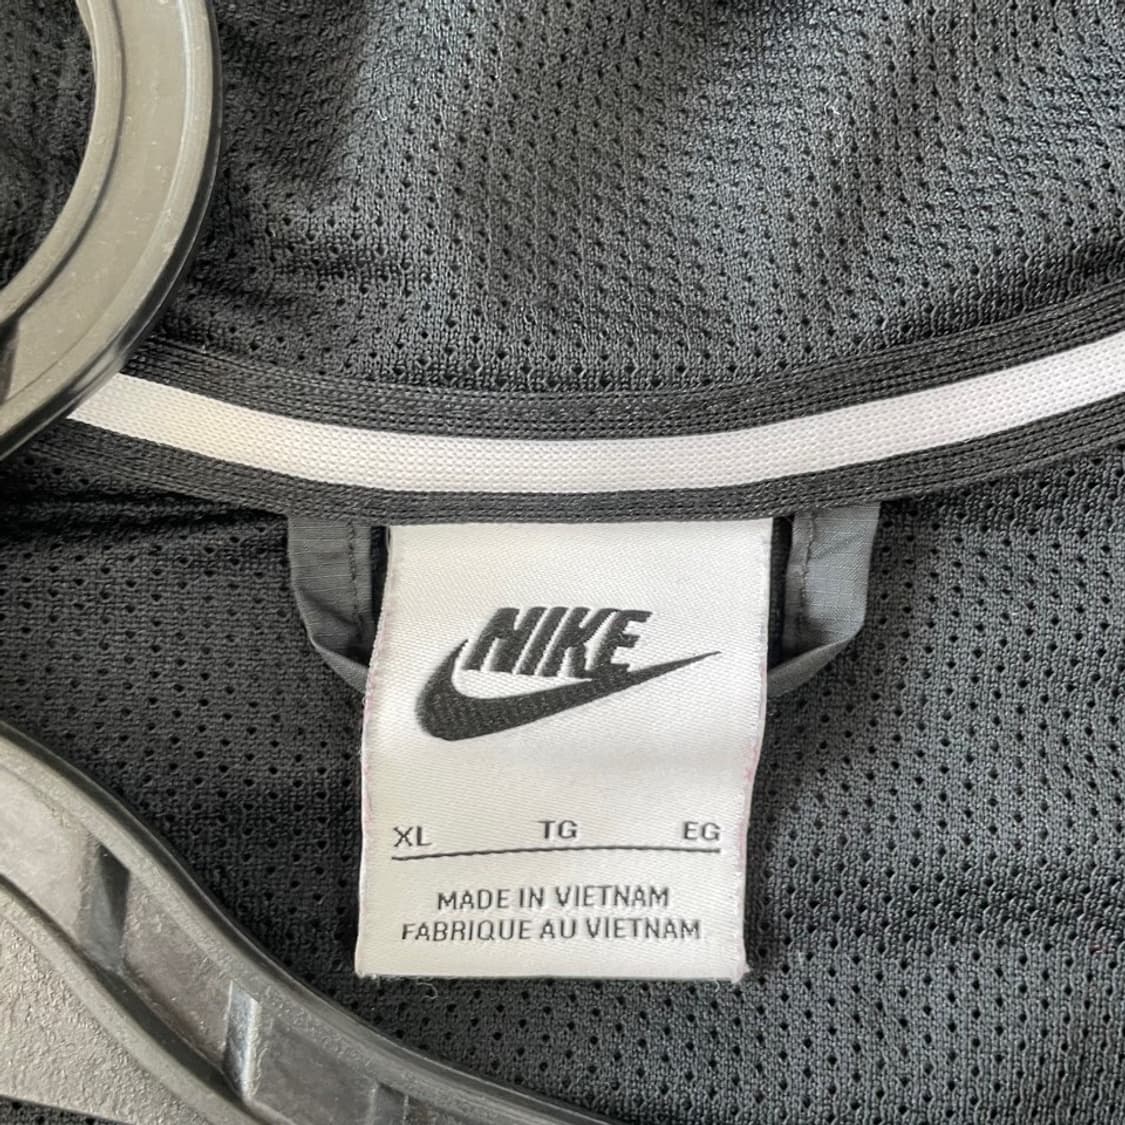 NIKE
XL TG EG
MADE IN VIETNAM
FABRIQUE AU VIETNAM